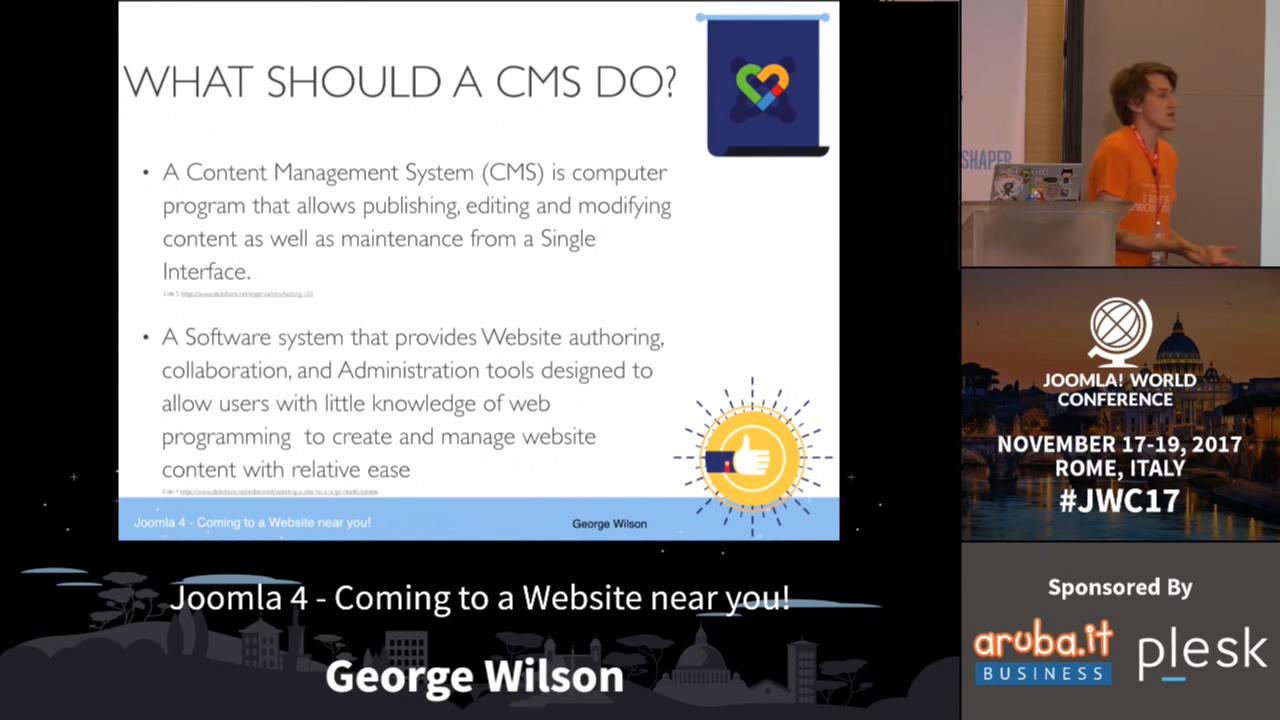 WHAT SHOULD A CMS DO?
• A Content Management System (CMS) is computer
program that allows publishing, editing and modifying
content as well as maintenance from a Single
Interface.
• A Software system that provides Website authoring,
collaboration, and Administration tools designed to
allow users with little knowledge of web
programming to create and manage website
content with relative ease
Joomla 4 - Coming to a Website near you!
George Wilson
Joomla 4 - Coming to a Website near you!
George Wilson
SHAPER
JOOMLA! WORLD
CONFERENCE
NOVEMBER 17-19, 2017
ROME, ITALY
#JWC17
Sponsored By
aruba.it
BUSINESS
plesk